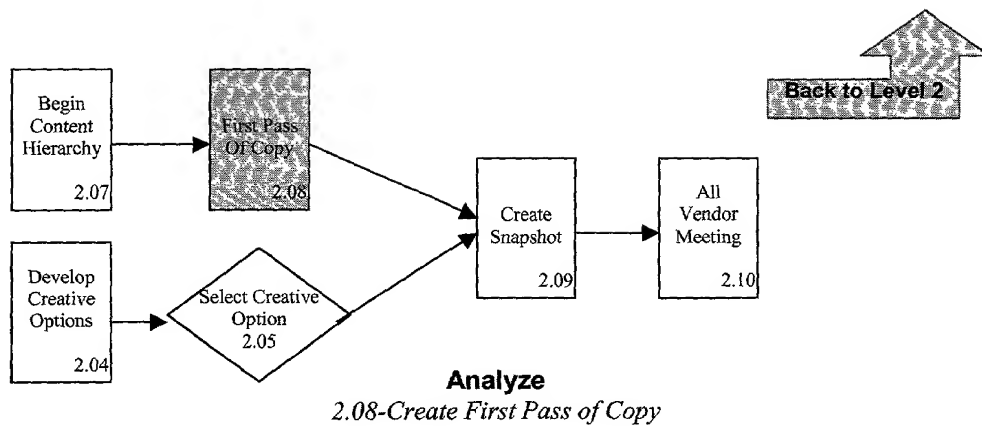 Back to Level 2
Begin
Content
Hierarchy
2.07
First Pass
Of Copy
2.08
Create
Snapshot
2.09
All
Vendor
Meeting
2.10
Develop
Creative
Options
2.04
Select Creative
Option
2.05
Analyze
2.08-Create First Pass of Copy